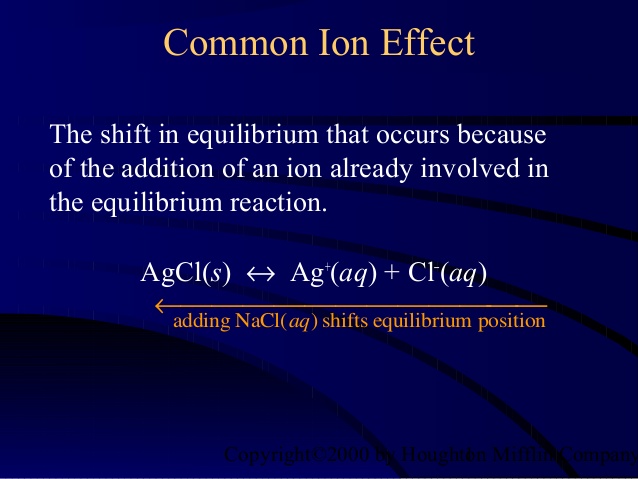 Common Ion Effect
The shift in equilibrium that occurs because
of the addition of an ion already involved in
the equilibrium reaction.
AgCl(s) ↔ Ag⁺(aq) + Cl⁻(aq)
←
adding NaCl(aq) shifts equilibrium position
Copyright©2000 by Houghton Mifflin Company